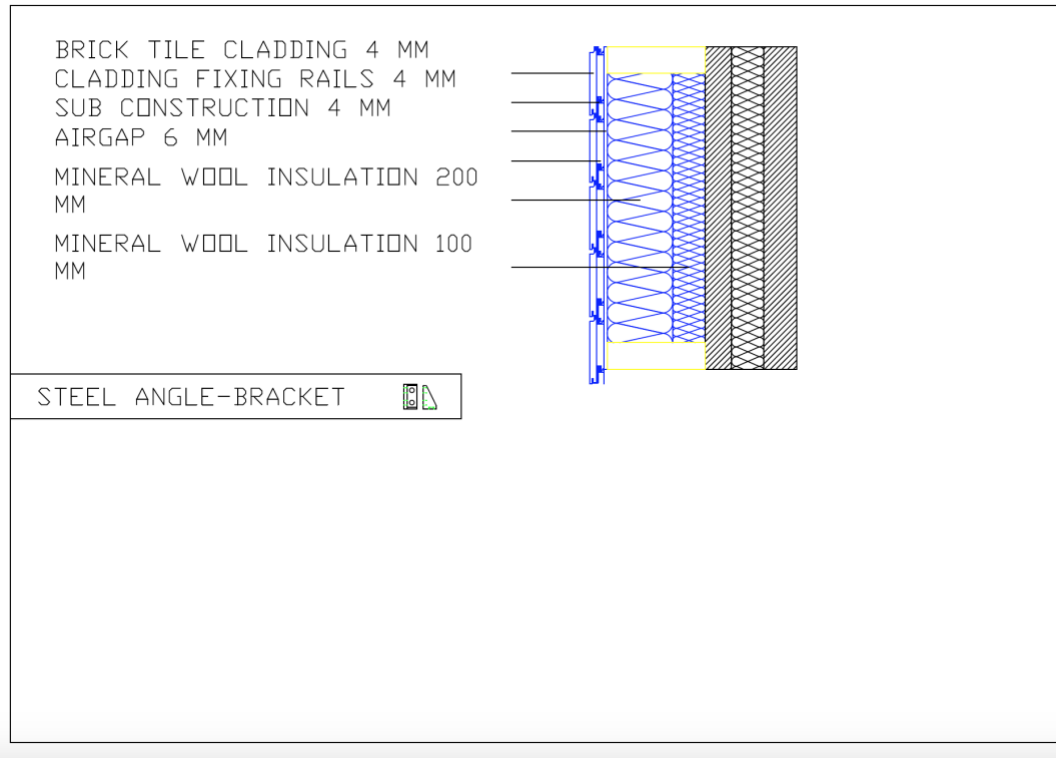 BRICK TILE CLADDING 4 MM
CLADDING FIXING RAILS 4 MM
SUB CONSTRUCTION 4 MM
AIRGAP 6 MM
MINERAL WOOL INSULATION 200
MM
MINERAL WOOL INSULATION 100
MM
STEEL ANGLE-BRACKET